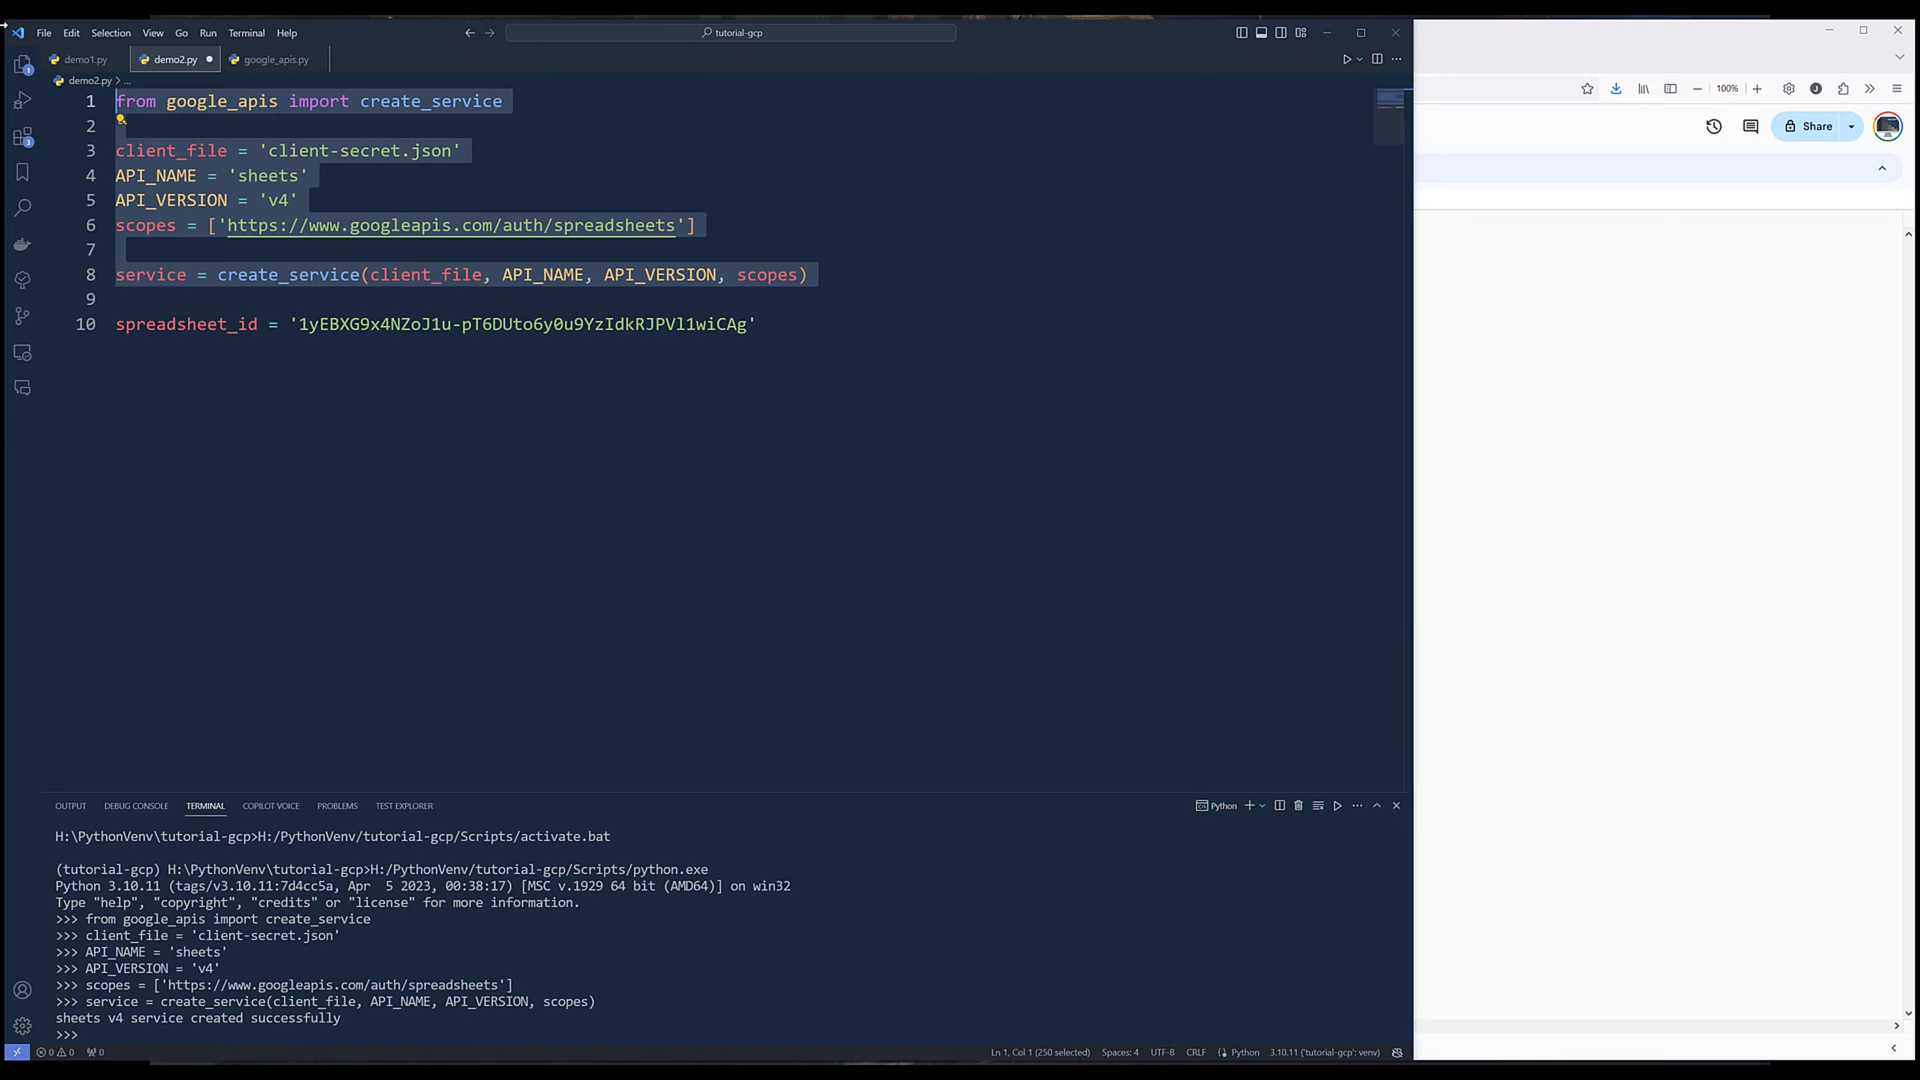 File Edit Selection View Go Run Terminal Help
tutorial-gcp
demo1.py demo2.py google_apis.py
demo2.py > ...
100%
Share
1 from google_apis import create_service
2
3 client_file = 'client-secret.json'
4 API_NAME = 'sheets'
5 API_VERSION = 'v4'
6 scopes = ['https://www.googleapis.com/auth/spreadsheets']
7
8 service = create_service(client_file, API_NAME, API_VERSION, scopes)
9
10 spreadsheet_id = '1yEBXG9x4NZoJ1u-pT6DUto6y0u9YzIdkRJPVl1wiCAg'
OUTPUT DEBUG CONSOLE TERMINAL COPILOT VOICE PROBLEMS TEST EXPLORER
Python
H:\PythonVenv\tutorial-gcp>H:/PythonVenv/tutorial-gcp/Scripts/activate.bat
(tutorial-gcp) H:\PythonVenv\tutorial-gcp>H:/PythonVenv/tutorial-gcp/Scripts/python.exe
Python 3.10.11 (tags/v3.10.11:7d4cc5a, Apr  5 2023, 00:38:17) [MSC v.1929 64 bit (AMD64)] on win32
Type "help", "copyright", "credits" or "license" for more information.
>>> from google_apis import create_service
>>> client_file = 'client-secret.json'
>>> API_NAME = 'sheets'
>>> API_VERSION = 'v4'
>>> scopes = ['https://www.googleapis.com/auth/spreadsheets']
>>> service = create_service(client_file, API_NAME, API_VERSION, scopes)
sheets v4 service created successfully
>>>
0 0 0 Ln 1, Col 1 (250 selected) Spaces: 4 UTF-8 CRLF Python 3.10.11 ('tutorial-gcp': venv)